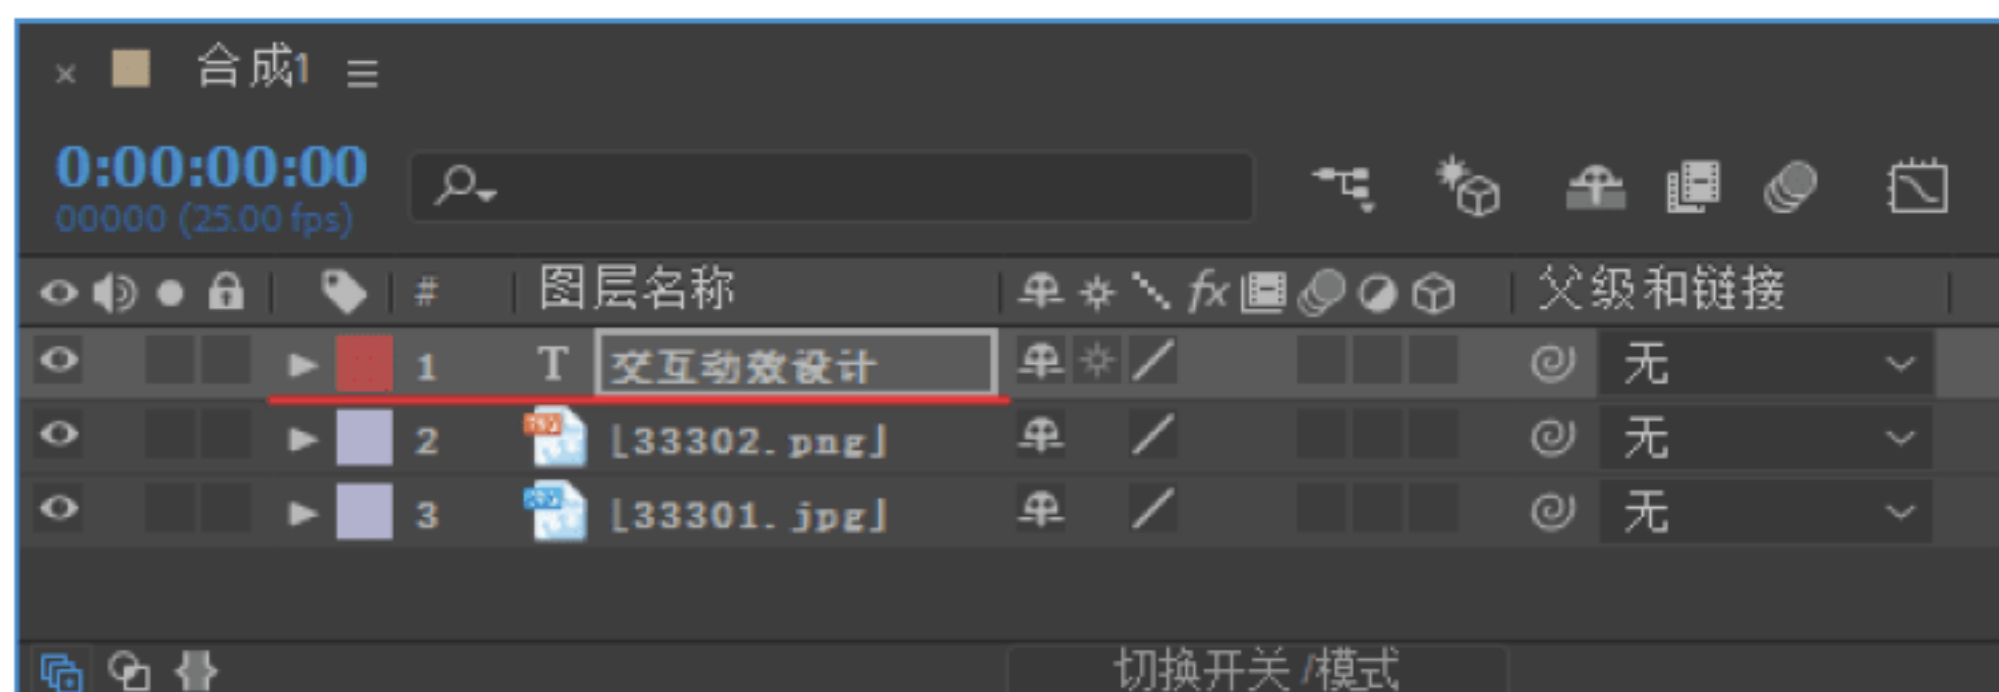 合成1
0:00:00:00
00000 (25.00 fps)
# 图层名称 fx 父级和链接
1 T 交互动效设计 无
2 [33302.png] 无
3 [33301.jpg] 无
切换开关/模式